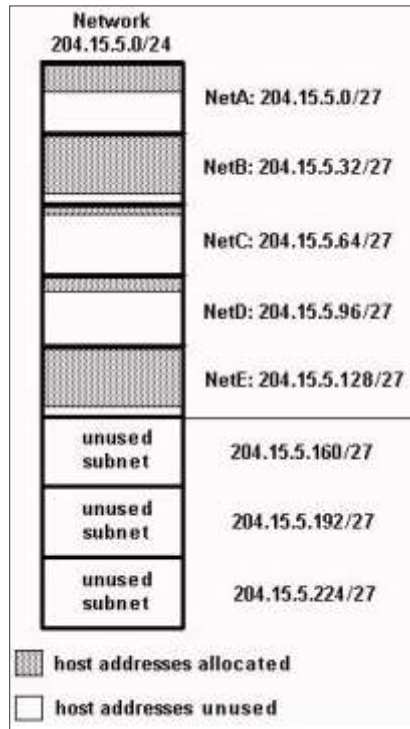 Network
204.15.5.0/24
NetA: 204.15.5.0/27
NetB: 204.15.5.32/27
NetC: 204.15.5.64/27
NetD: 204.15.5.96/27
NetE: 204.15.5.128/27
unused
subnet
204.15.5.160/27
unused
subnet
204.15.5.192/27
unused
subnet
204.15.5.224/27
host addresses allocated
host addresses unused